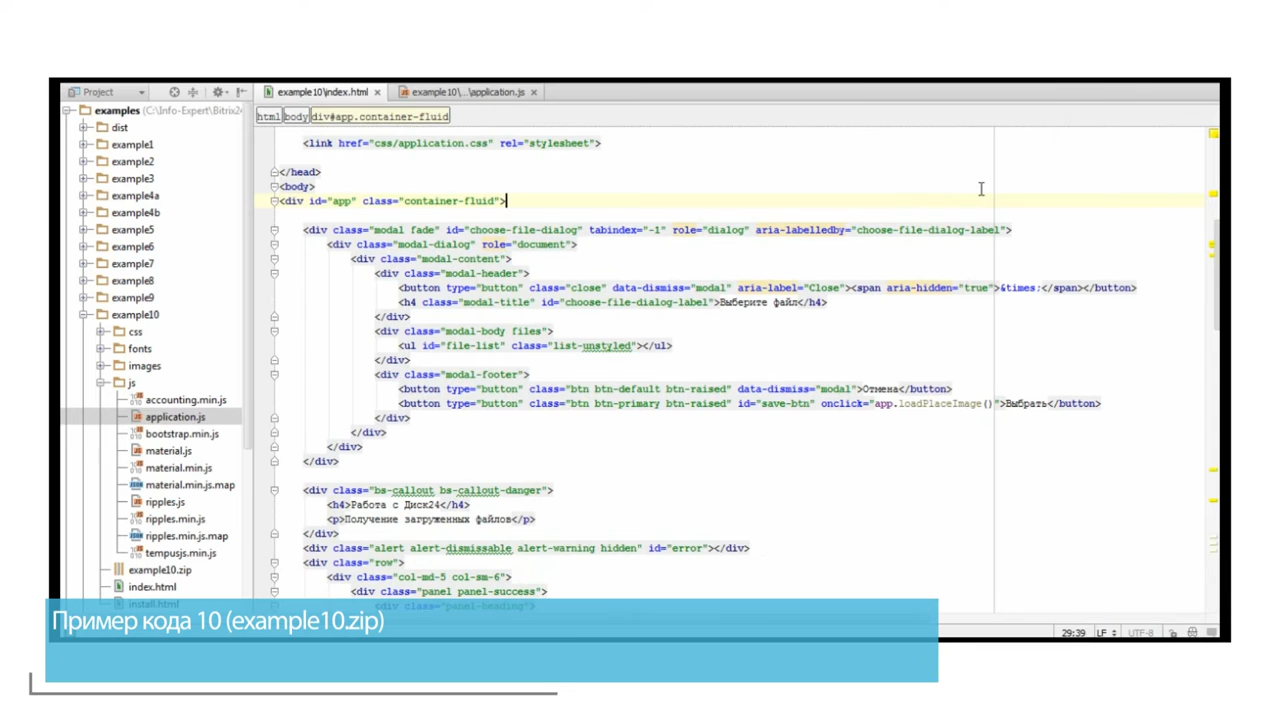 Project
example10\index.html ×
example10\...\application.js ×
html body div#app.container-fluid
examples (C:\Info-Expert\Bitrix24
dist
example1
example2
example3
example4a
example4b
example5
example6
example7
example8
example9
example10
css
fonts
images
js
accounting.min.js
application.js
bootstrap.min.js
material.js
material.min.js
material.min.js.map
ripples.js
ripples.min.js
ripples.min.js.map
tempusjs.min.js
example10.zip
index.html
install.html
<link href="css/application.css" rel="stylesheet">
</head>
<body>
<div id="app" class="container-fluid">
<div class="modal fade" id="choose-file-dialog" tabindex="-1" role="dialog" aria-labelledby="choose-file-dialog-label">
<div class="modal-dialog" role="document">
<div class="modal-content">
<div class="modal-header">
<button type="button" class="close" data-dismiss="modal" aria-label="Close"><span aria-hidden="true">&times;</span></button>
<h4 class="modal-title" id="choose-file-dialog-label">Выберите файл</h4>
</div>
<div class="modal-body files">
<ul id="file-list" class="list-unstyled"></ul>
</div>
<div class="modal-footer">
<button type="button" class="btn btn-default btn-raised" data-dismiss="modal">Отмена</button>
<button type="button" class="btn btn-primary btn-raised" id="save-btn" onclick="app.loadPlaceImage()">Выбрать</button>
</div>
</div>
</div>
</div>
<div class="bs-callout bs-callout-danger">
<h4>Работа с Диск24</h4>
<p>Получение загруженных файлов</p>
</div>
<div class="alert alert-dismissable alert-warning hidden" id="error"></div>
<div class="row">
<div class="col-md-5 col-sm-6">
<div class="panel panel-success">
<div class="panel-heading">
Пример кода 10 (example10.zip)
29:39 LF UTF-8